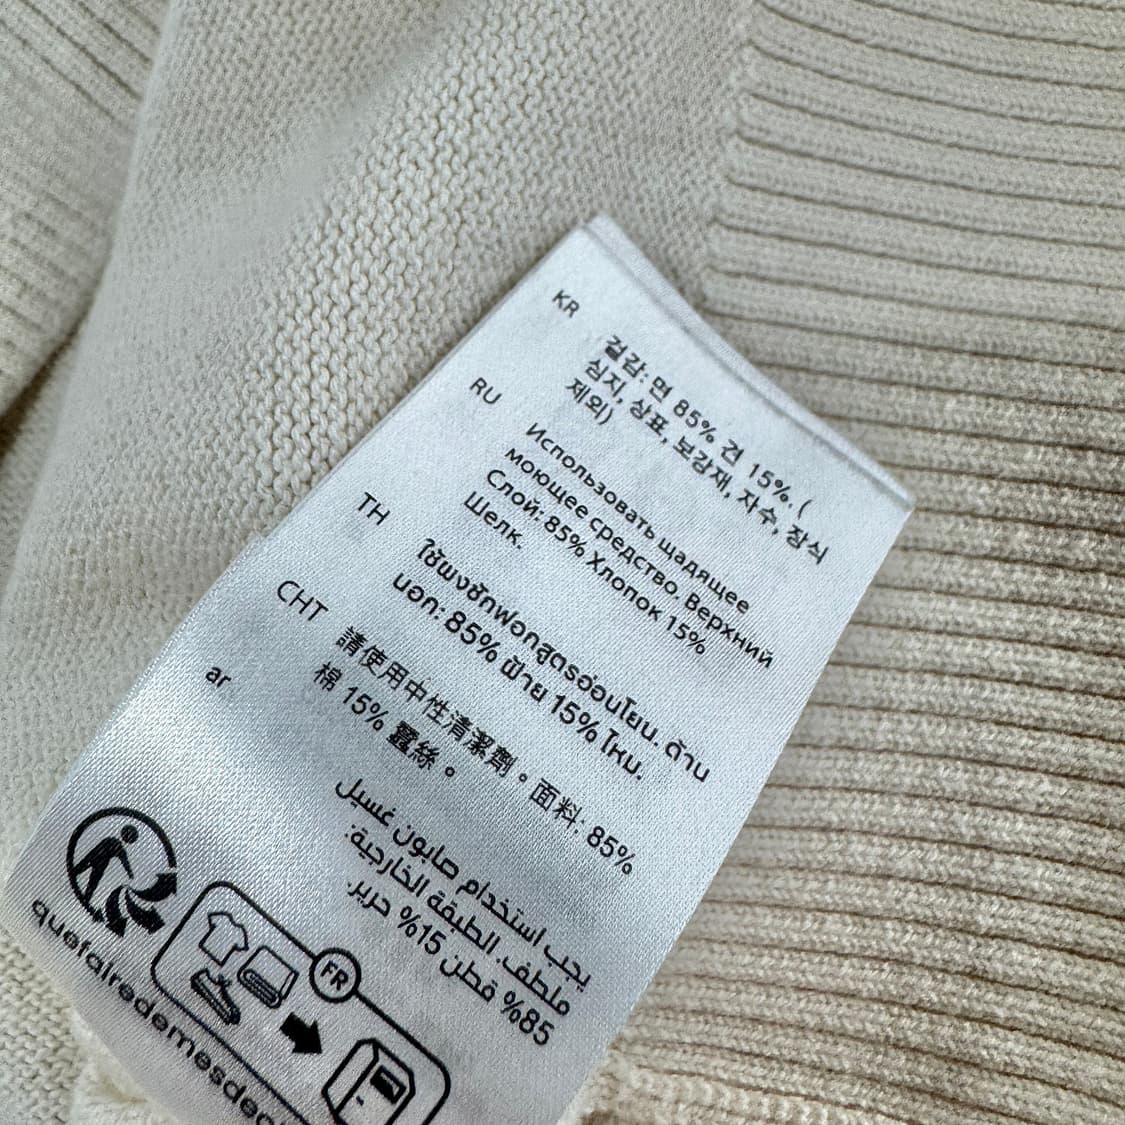 KR
겉감: 면 85% 견 15%. (
심지, 상표, 보강재, 자수, 장식
제외)
RU
Использовать щадящее
моющее средство. Верхний
Слой: 85% Хлопок 15%
Шелк.
TH
ใช้ผงซักฟอกสูตรอ่อนโยน. ด้าน
นอก: 85% ฝ้าย 15% ไหม.
CHT
請使用中性清潔劑。面料: 85%
棉 15% 蠶絲。
ar
يجب استخدام صابون غسيل
ملطف. الطبقة الخارجية:
85% قطن 15% حرير.
FR
quefairedemesdec